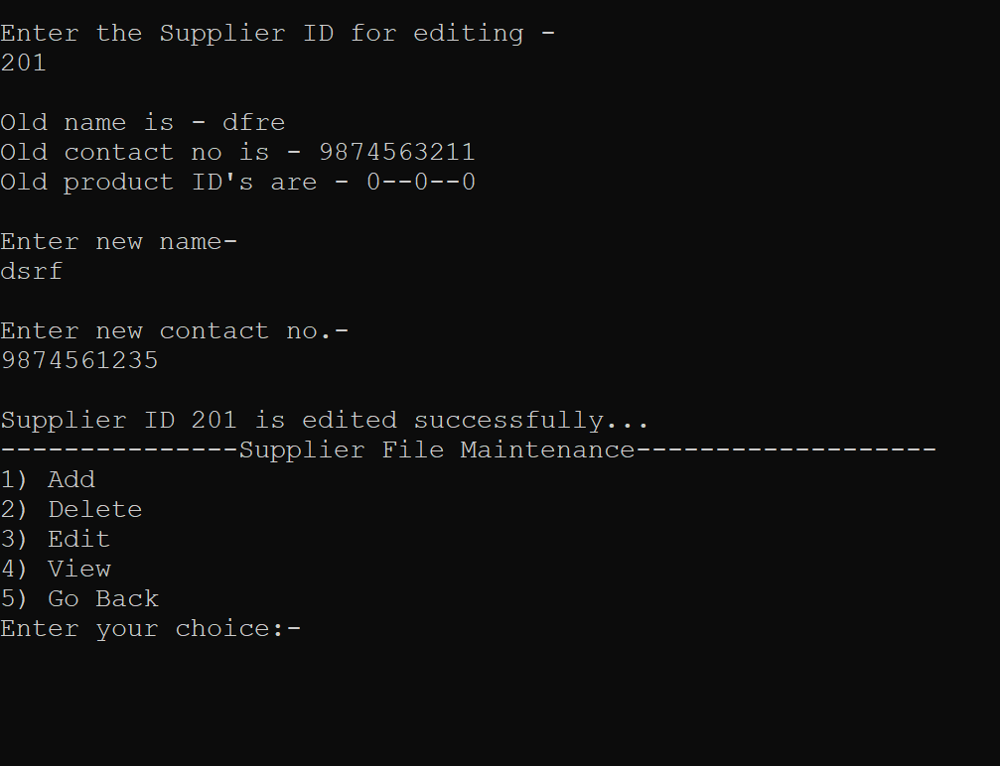 Enter the Supplier ID for editing -
201
Old name is - dfre
Old contact no is - 9874563211
Old product ID's are - 0--0--0
Enter new name-
dsrf
Enter new contact no.-
9874561235
Supplier ID 201 is edited successfully...
---------------Supplier File Maintenance-------------------
1) Add
2) Delete
3) Edit
4) View
5) Go Back
Enter your choice:-